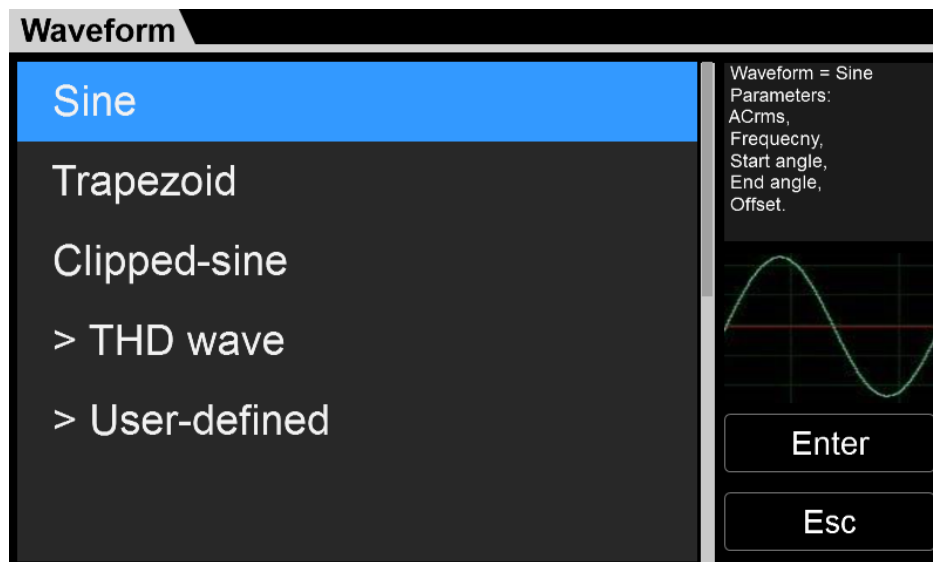 Waveform
Sine
Trapezoid
Clipped-sine
> THD wave
> User-defined
Waveform = Sine
Parameters:
ACrms,
Frequecny,
Start angle,
End angle,
Offset.
Enter
Esc